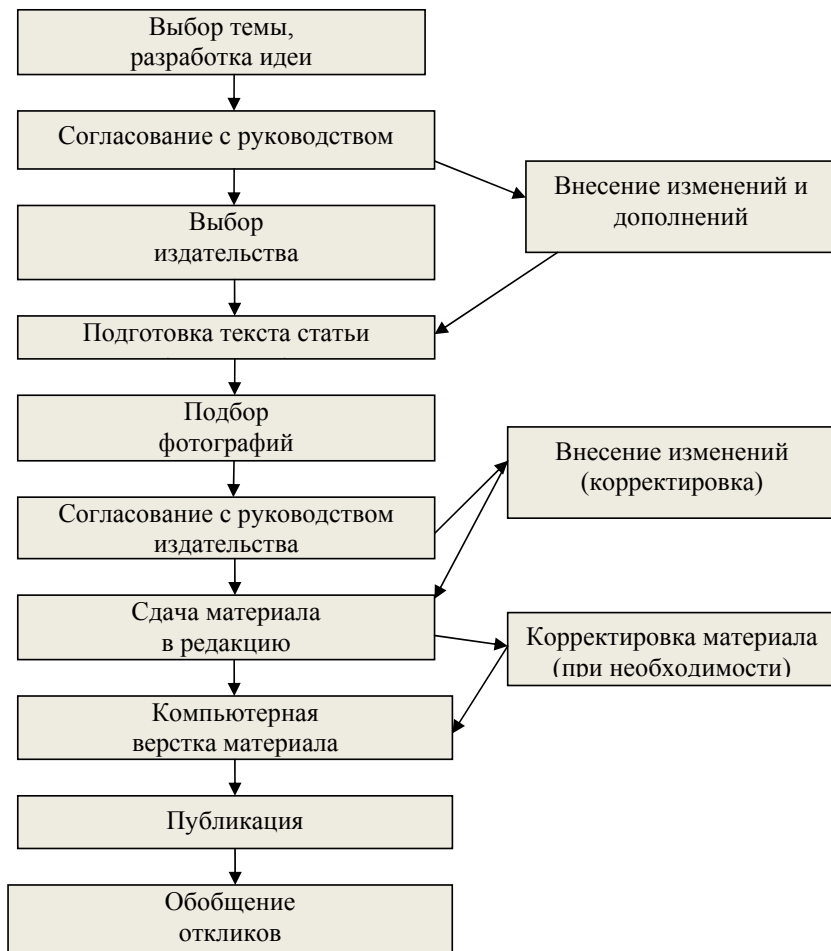 Выбор темы,
разработка идеи
Согласование с руководством
Внесение изменений и
дополнений
Выбор
издательства
Подготовка текста статьи
Подбор
фотографий
Внесение изменений
(корректировка)
Согласование с руководством
издательства
Сдача материала
в редакцию
Корректировка материала
(при необходимости)
Компьютерная
верстка материала
Публикация
Обобщение
откликов